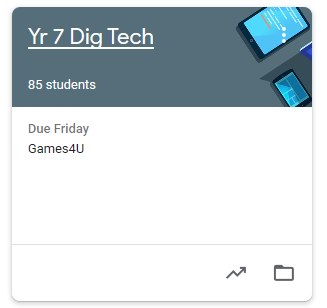 Yr 7 Dig Tech
85 students
Due Friday
Games4U